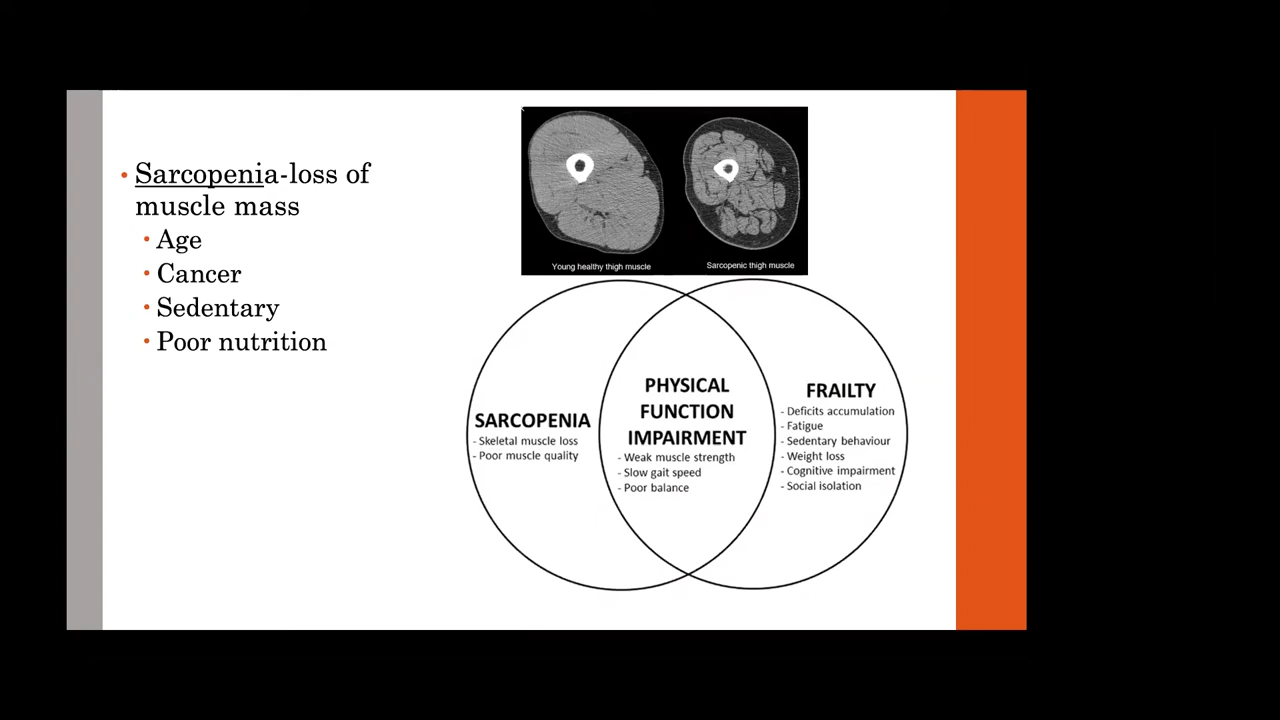 • Sarcopenia-loss of
muscle mass
• Age
• Cancer
• Sedentary
• Poor nutrition
Young healthy thigh muscle
Sarcopenic thigh muscle
SARCOPENIA
- Skeletal muscle loss
- Poor muscle quality
PHYSICAL
FUNCTION
IMPAIRMENT
- Weak muscle strength
- Slow gait speed
- Poor balance
FRAILTY
- Deficits accumulation
- Fatigue
- Sedentary behaviour
- Weight loss
- Cognitive impairment
- Social isolation